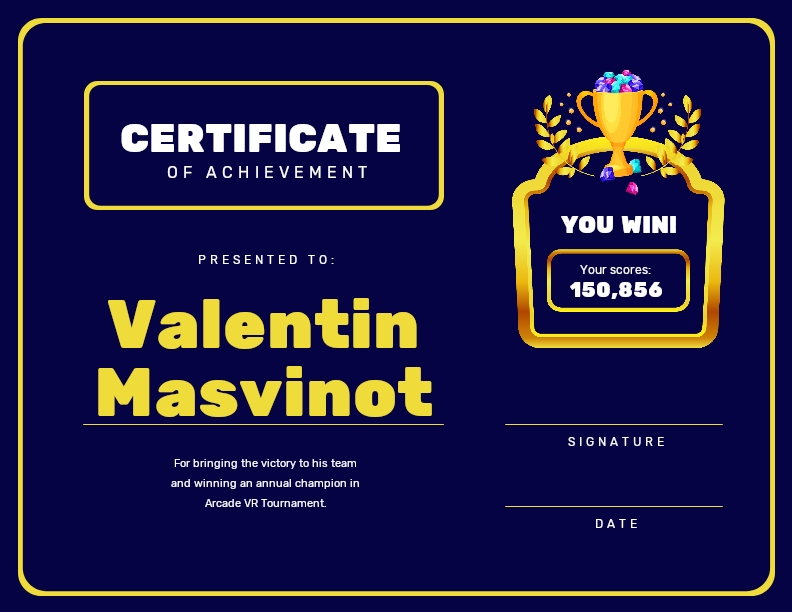 CERTIFICATE
OF ACHIEVEMENT
PRESENTED TO:
Valentin
Masvinot
For bringing the victory to his team
and winning an annual champion in
Arcade VR Tournament.
YOU WIN!
Your scores:
150,856
SIGNATURE
DATE